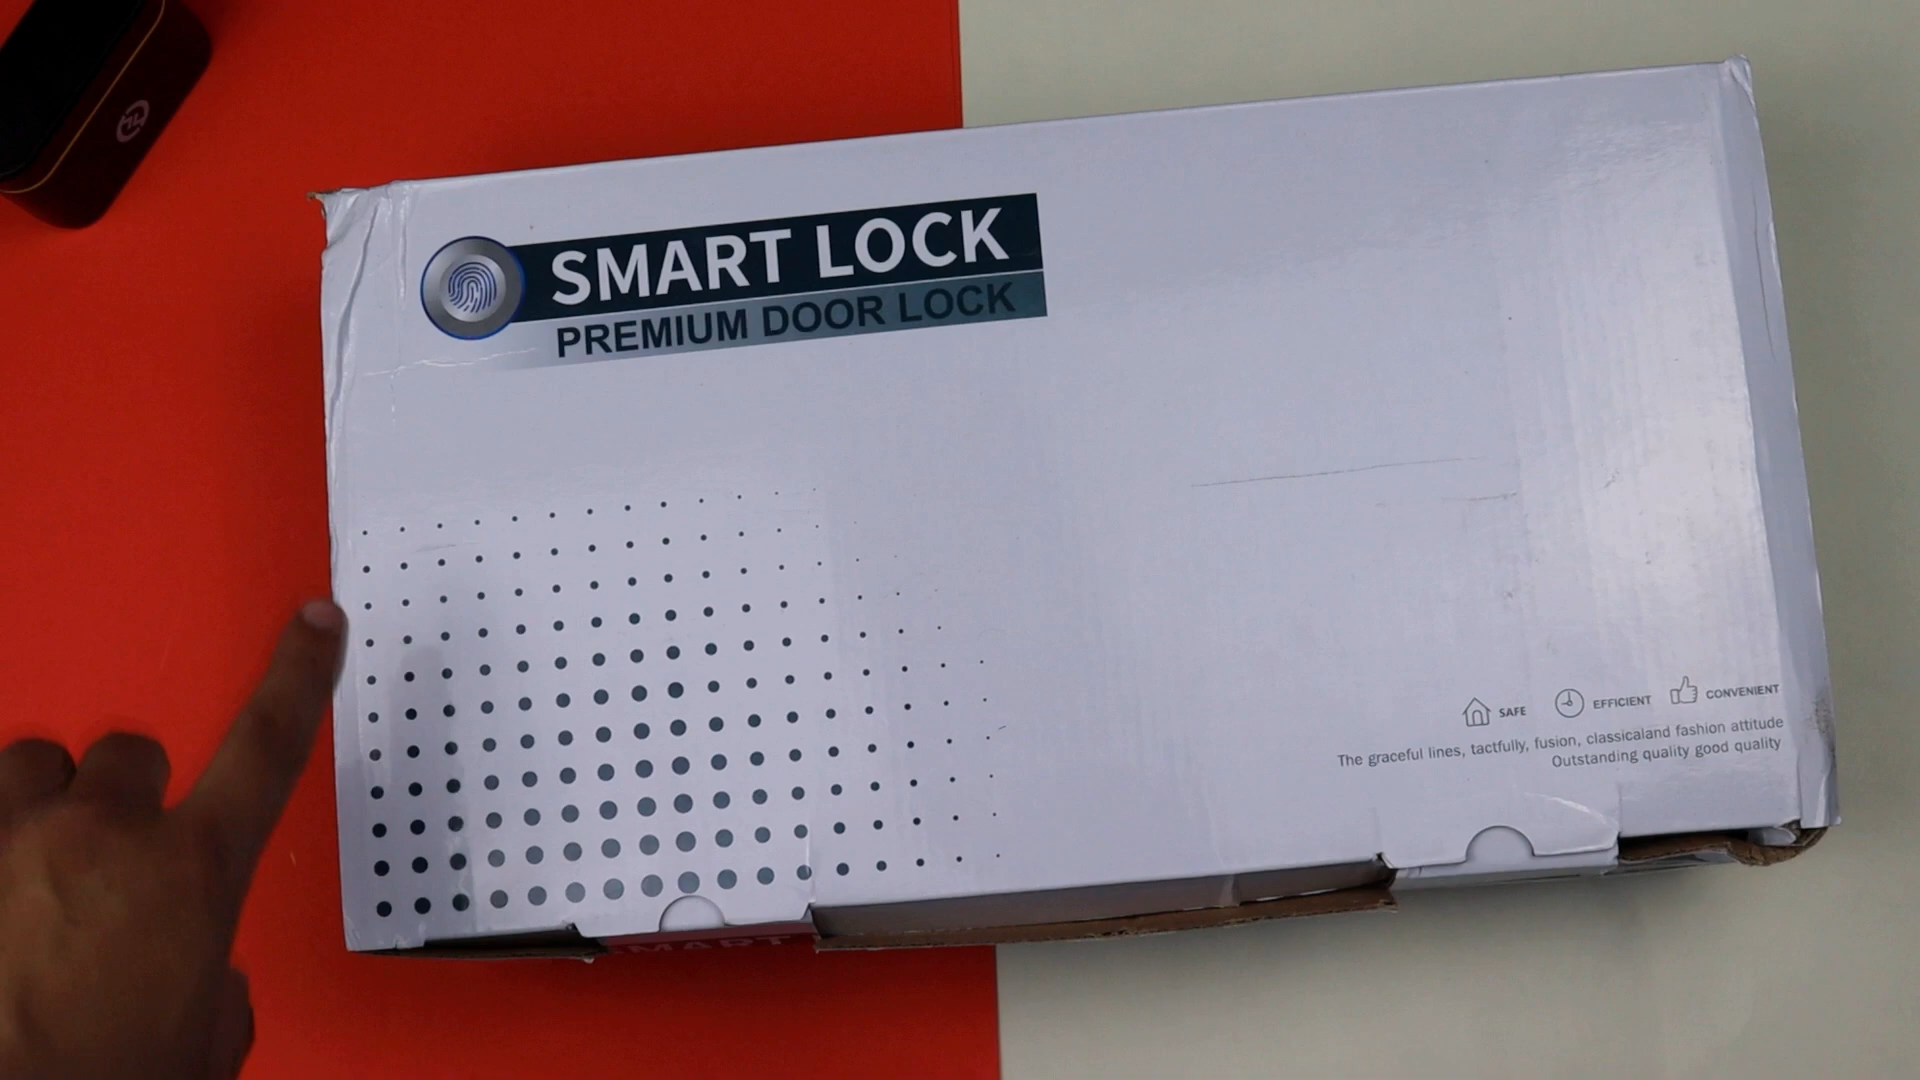 SMART LOCK
PREMIUM DOOR LOCK
SAFE EFFICIENT CONVENIENT
The graceful lines, tactfully, fusion, classicaland fashion attitude
Outstanding quality good quality
SMART